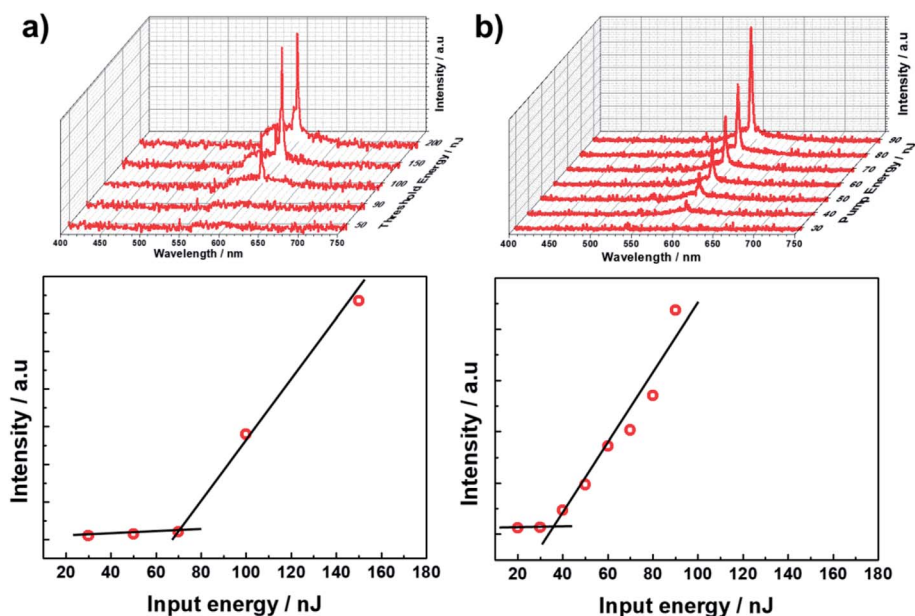 a)
Intensity / a.u
200
150
100
90
50
Threshold Energy / nJ
400 450 500 550 600 650 700 750
Wavelength / nm
b)
Intensity / a.u
90
80
70
60
50
40
30
Pump Energy / nJ
400 450 500 550 600 650 700 750
Wavelength / nm
Intensity / a.u
20 40 60 80 100 120 140 160 180
Input energy / nJ
Intensity / a.u
20 40 60 80 100 120 140 160 180
Input energy / nJ